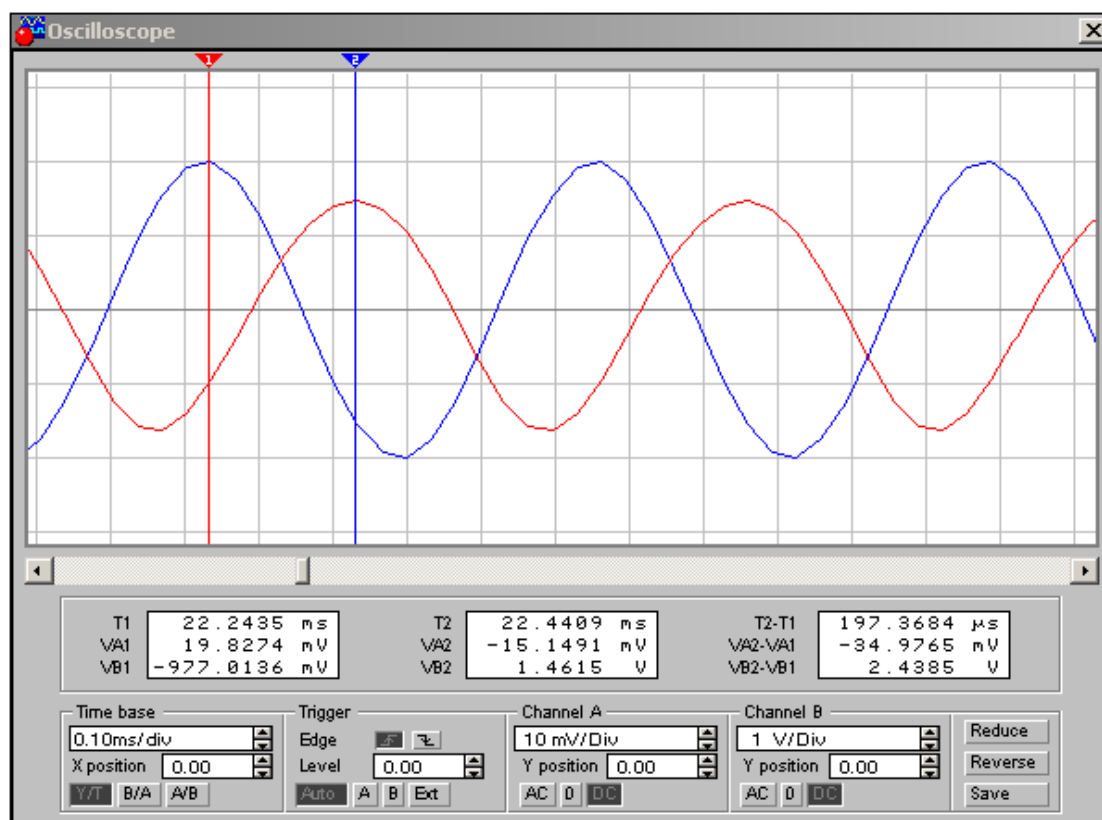 Oscilloscope
1 2
T1 22.2435 ms T2 22.4409 ms T2-T1 197.3684 µs
VA1 19.8274 mV VA2 -15.1491 mV VA2-VA1 -34.9765 mV
VB1 -977.0136 mV VB2 1.4615 V VB2-VB1 2.4385 V
Time base Trigger Channel A Channel B
0.10ms/div Edge 10 mV/Div 1 V/Div Reduce
X position 0.00 Level 0.00 Y position 0.00 Y position 0.00 Reverse
Y/T B/A A/B Auto A B Ext AC 0 DC AC 0 DC Save